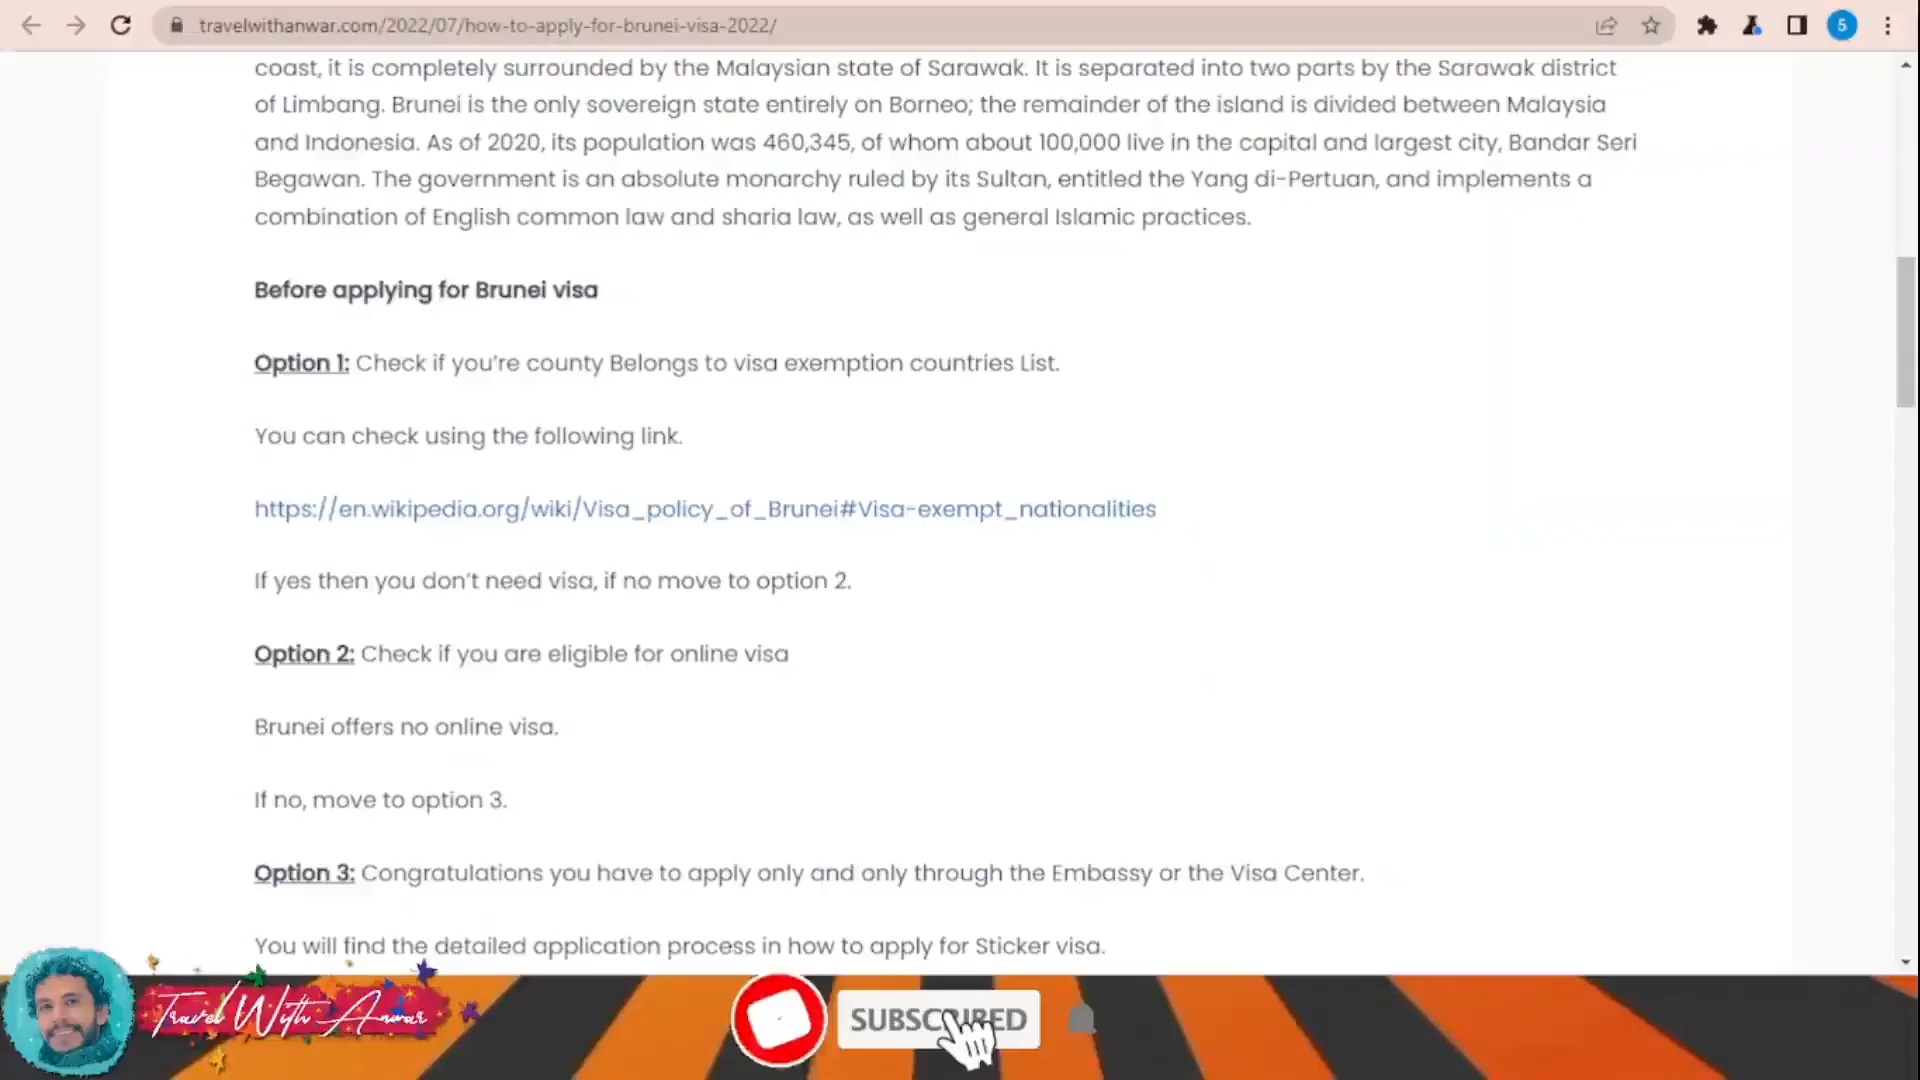 travelwithanwar.com/2022/07/how-to-apply-for-brunei-visa-2022/
5
coast, it is completely surrounded by the Malaysian state of Sarawak. It is separated into two parts by the Sarawak district
of Limbang. Brunei is the only sovereign state entirely on Borneo; the remainder of the island is divided between Malaysia
and Indonesia. As of 2020, its population was 460,345, of whom about 100,000 live in the capital and largest city, Bandar Seri
Begawan. The government is an absolute monarchy ruled by its Sultan, entitled the Yang di-Pertuan, and implements a
combination of English common law and sharia law, as well as general Islamic practices.
Before applying for Brunei visa
Option 1: Check if you’re county Belongs to visa exemption countries List.
You can check using the following link.
https://en.wikipedia.org/wiki/Visa_policy_of_Brunei#Visa-exempt_nationalities
If yes then you don’t need visa, if no move to option 2.
Option 2: Check if you are eligible for online visa
Brunei offers no online visa.
If no, move to option 3.
Option 3: Congratulations you have to apply only and only through the Embassy or the Visa Center.
You will find the detailed application process in how to apply for Sticker visa.
Travel With Anwar
SUBSCRIBED